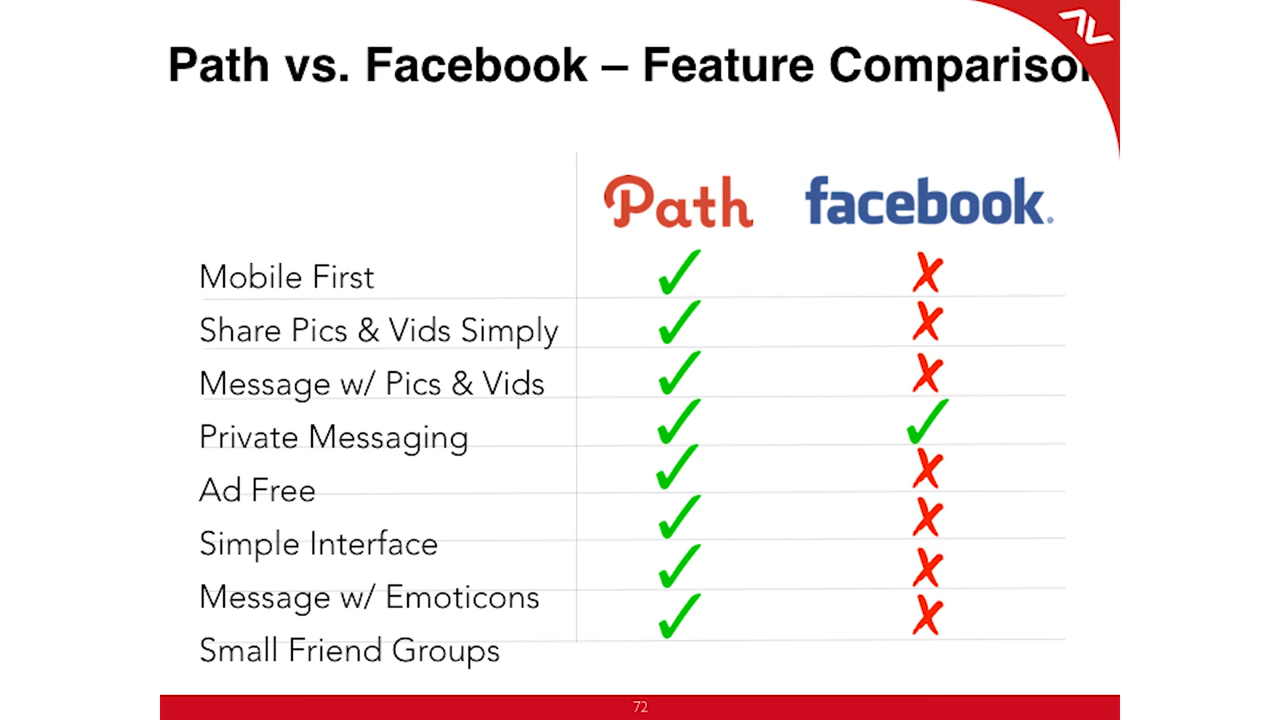 Path vs. Facebook – Feature Comparison
Path facebook.
Mobile First
Share Pics & Vids Simply
Message w/ Pics & Vids
Private Messaging
Ad Free
Simple Interface
Message w/ Emoticons
Small Friend Groups
72